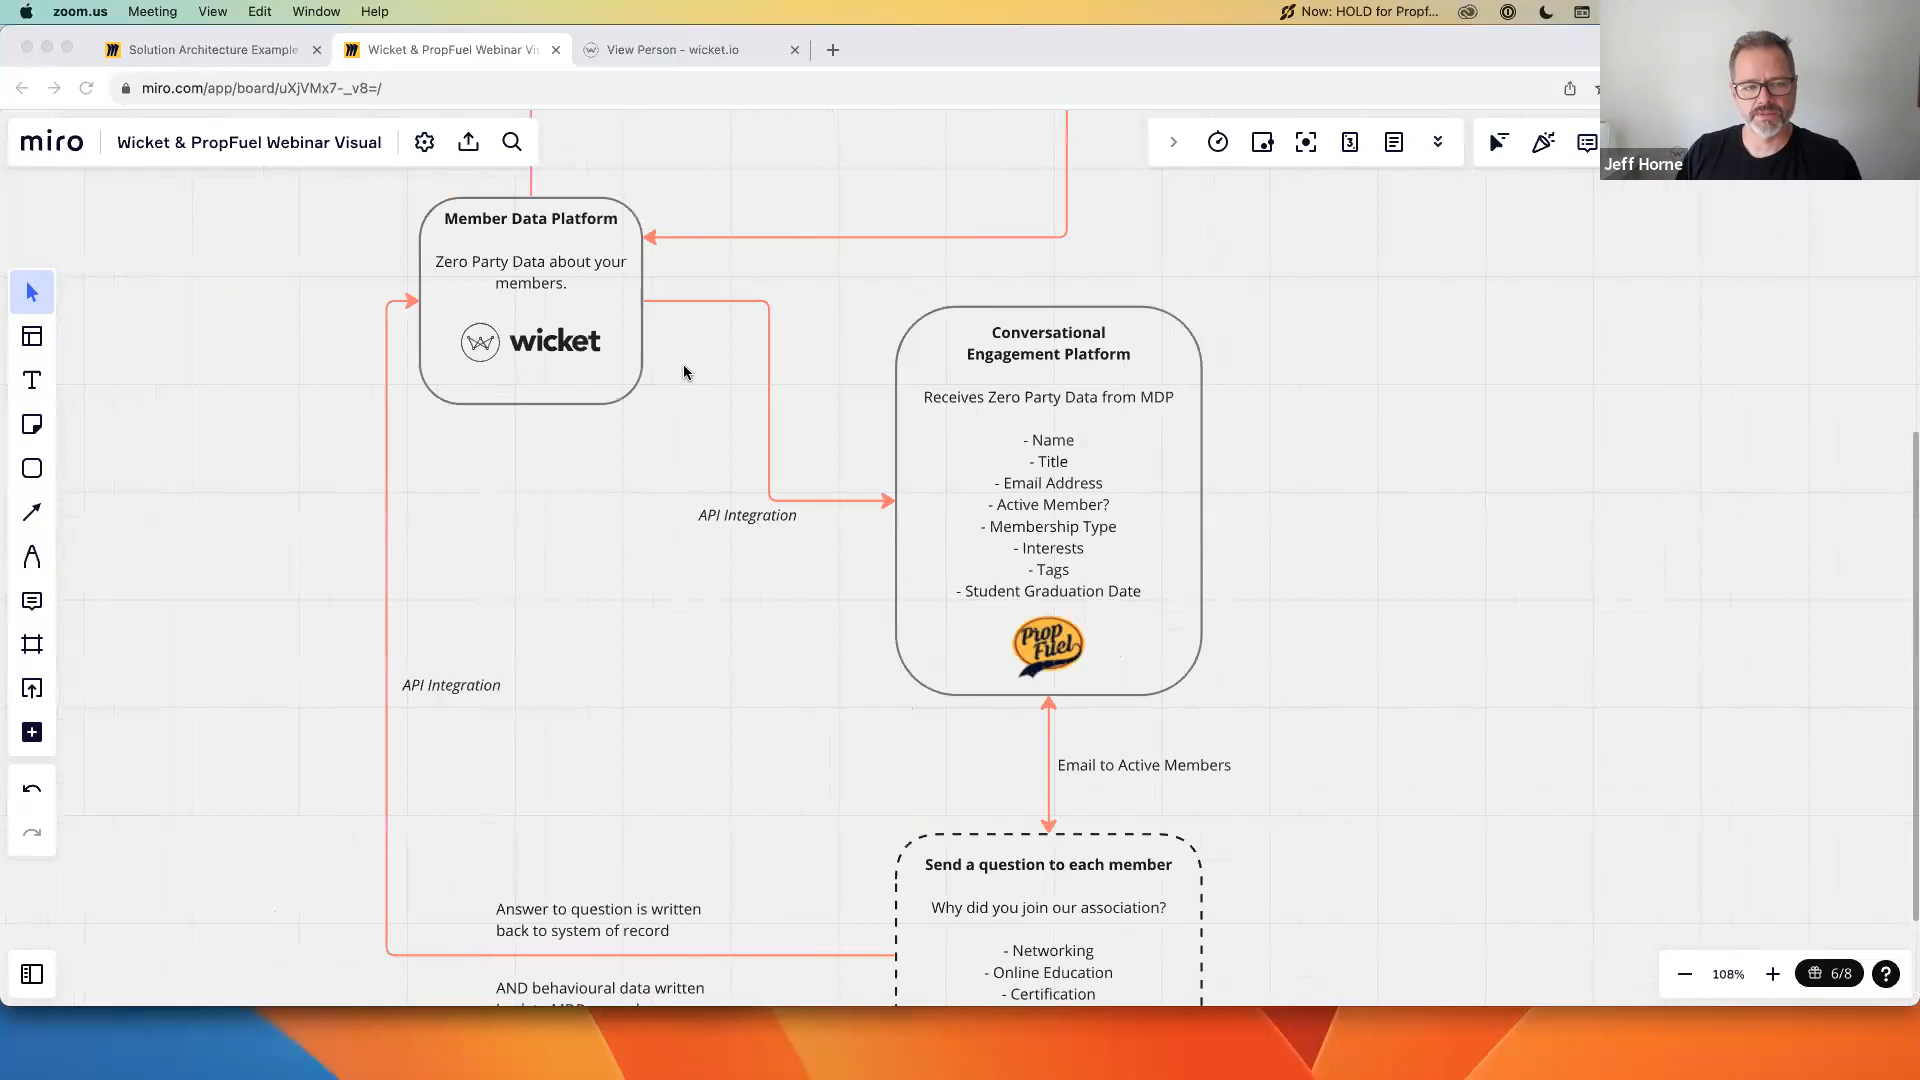 zoom.us Meeting View Edit Window Help
Now: HOLD for Propf...
Solution Architecture Example
Wicket & PropFuel Webinar Vi
View Person - wicket.io
miro.com/app/board/uXjVMx7-_v8=/
miro
Wicket & PropFuel Webinar Visual
3
Jeff Horne
Member Data Platform
Zero Party Data about your
members.
wicket
Conversational
Engagement Platform
Receives Zero Party Data from MDP
- Name
- Title
- Email Address
- Active Member?
- Membership Type
- Interests
- Tags
- Student Graduation Date
Prop
Fuel
API Integration
API Integration
Email to Active Members
Send a question to each member
Why did you join our association?
- Networking
- Online Education
- Certification
Answer to question is written
back to system of record
AND behavioural data written
108%
6/8